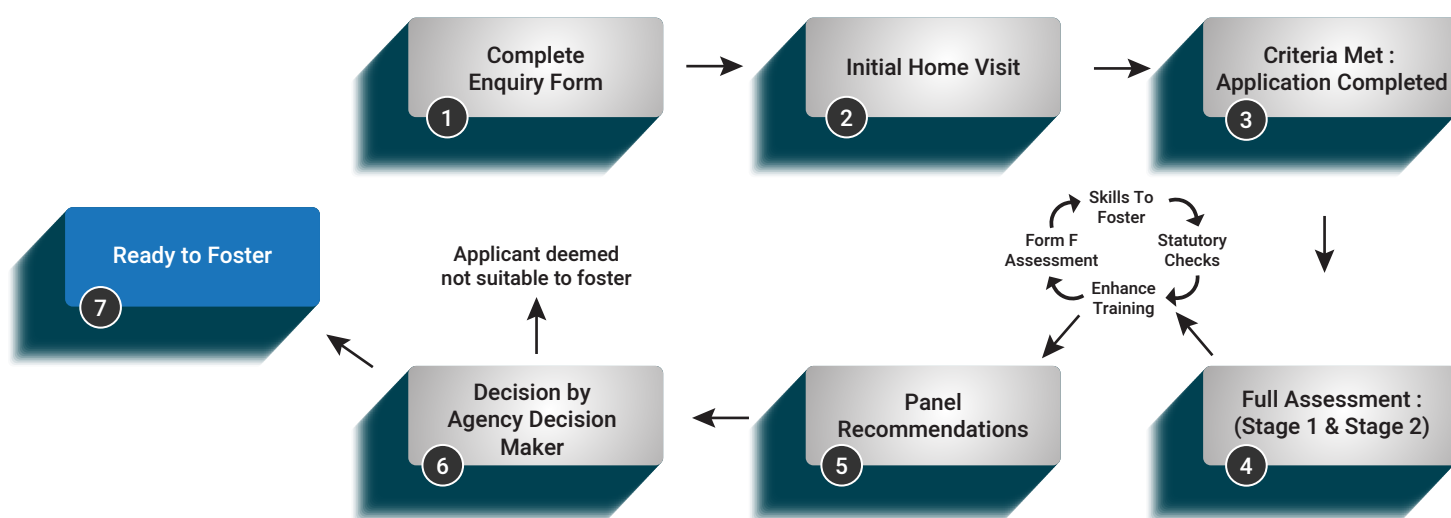 Complete
Enquiry Form
1
Initial Home Visit
2
Criteria Met :
Application Completed
3
Skills To
Foster
Statutory
Checks
Enhance
Training
Form F
Assessment
Full Assessment :
(Stage 1 & Stage 2)
4
Panel
Recommendations
5
Decision by
Agency Decision
Maker
6
Applicant deemed
not suitable to foster
Ready to Foster
7